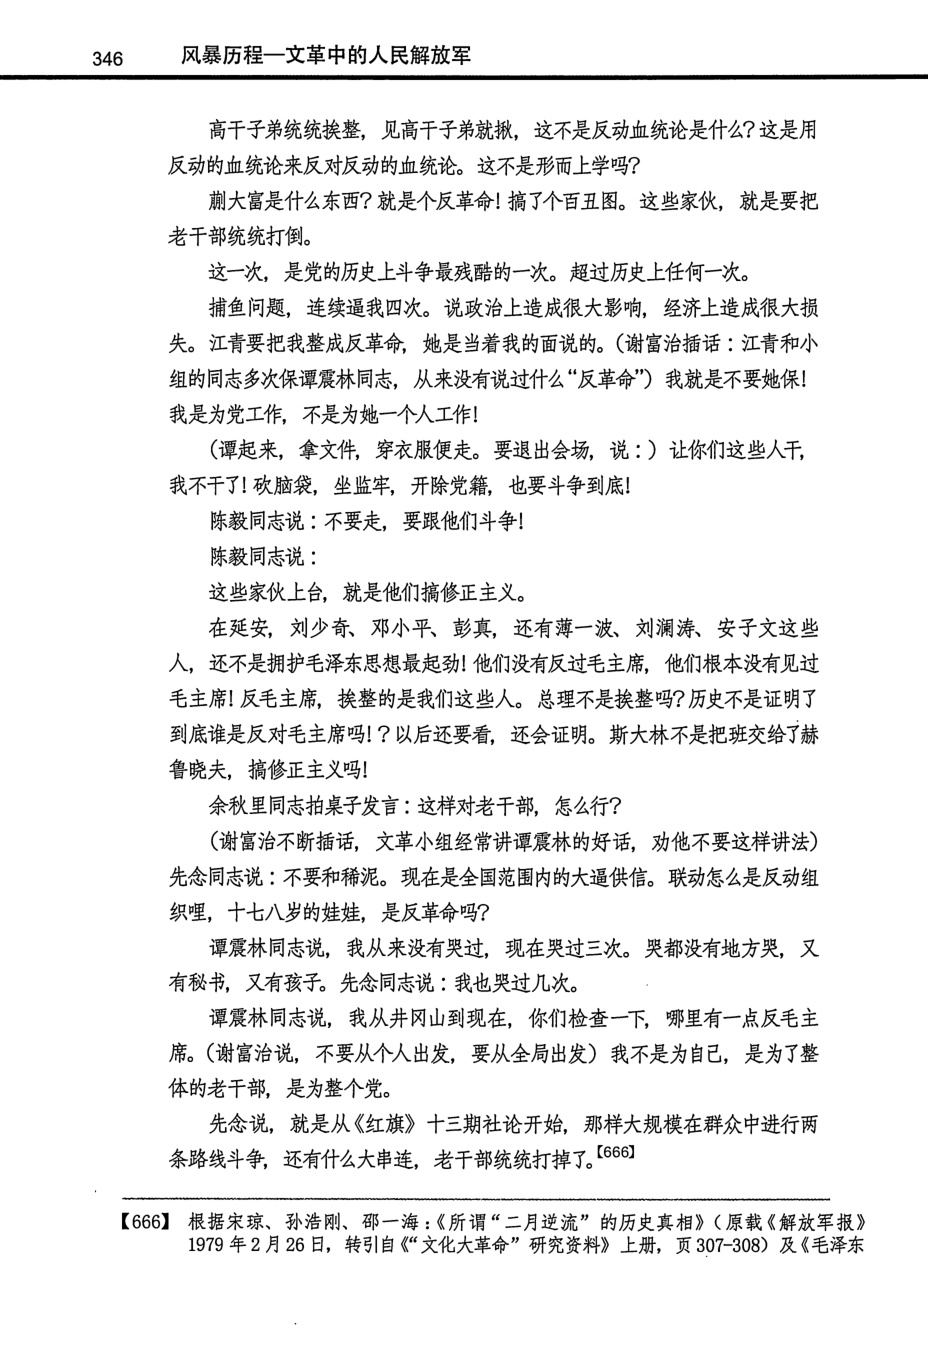 346 风暴历程—文革中的人民解放军
高干子弟统统挨整，见高干子弟就揪，这不是反动血统论是什么？这是用
反动的血统论来反对反动的血统论。这不是形而上学吗？
蒯大富是什么东西？就是个反革命！搞了个百丑图。这些家伙，就是要把
老干部统统打倒。
这一次，是党的历史上斗争最残酷的一次。超过历史上任何一次。
捕鱼问题，连续逼我四次。说政治上造成很大影响，经济上造成很大损
失。江青要把我整成反革命，她是当着我的面说的。（谢富治插话：江青和小
组的同志多次保谭震林同志，从来没有说过什么“反革命”）我就是不要她保！
我是为党工作，不是为她一个人工作！
（谭起来，拿文件，穿衣服便走。要退出会场，说：）让你们这些人干，
我不干了！砍脑袋，坐监牢，开除党籍，也要斗争到底！
陈毅同志说：不要走，要跟他们斗争！
陈毅同志说：
这些家伙上台，就是他们搞修正主义。
在延安，刘少奇、邓小平、彭真，还有薄一波、刘澜涛、安子文这些
人，还不是拥护毛泽东思想最起劲！他们没有反过毛主席，他们根本没有见过
毛主席！反毛主席，挨整的是我们这些人。总理不是挨整吗？历史不是证明了
到底谁是反对毛主席吗！？以后还要看，还会证明。斯大林不是把班交给了赫
鲁晓夫，搞修正主义吗！
余秋里同志拍桌子发言：这样对老干部，怎么行？
（谢富治不断插话，文革小组经常讲谭震林的好话，劝他不要这样讲法）
先念同志说：不要和稀泥。现在是全国范围内的大逼供信。联动怎么是反动组
织哩，十七八岁的娃娃，是反革命吗？
谭震林同志说，我从来没有哭过，现在哭过三次。哭都没有地方哭，又
有秘书，又有孩子。先念同志说：我也哭过几次。
谭震林同志说，我从井冈山到现在，你们检查一下，哪里有一点反毛主
席。（谢富治说，不要从个人出发，要从全局出发）我不是为自己，是为了整
体的老干部，是为整个党。
先念说，就是从《红旗》十三期社论开始，那样大规模在群众中进行两
条路线斗争，还有什么大串连，老干部统统打掉了。【666】
【666】 根据宋琼、孙浩刚、邵一海：《所谓“二月逆流”的历史真相》（原载《解放军报》
1979年2月26日，转引自《“文化大革命”研究资料》上册，页307-308）及《毛泽东